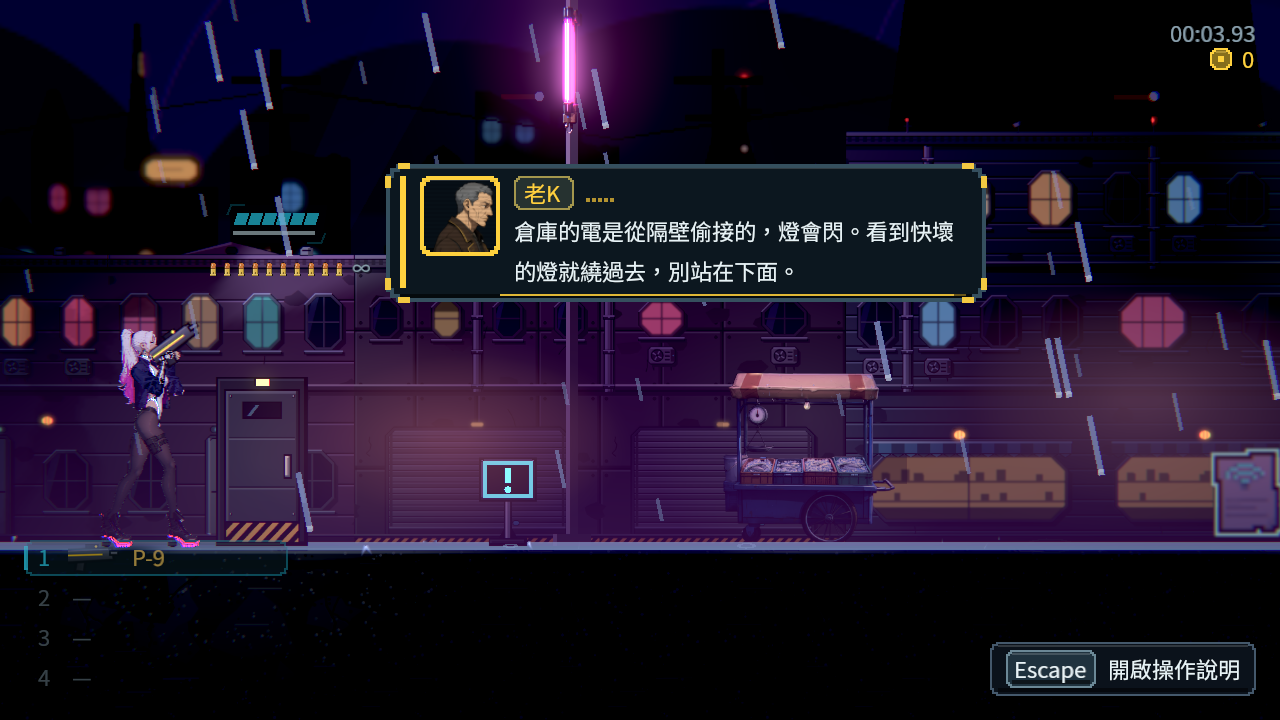 00:03.93
0
老K .....
倉庫的電是從隔壁偷接的，燈會閃。看到快壞
的燈就繞過去，別站在下面。
∞
!
1 P-9
2 —
3 —
4 —
Escape 開啟操作說明